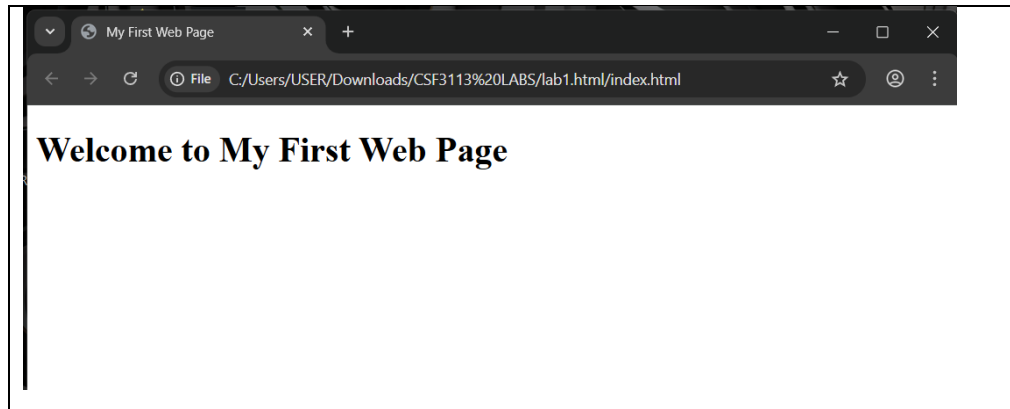 My First Web Page
File C:/Users/USER/Downloads/CSF3113%20LABS/lab1.html/index.html
Welcome to My First Web Page